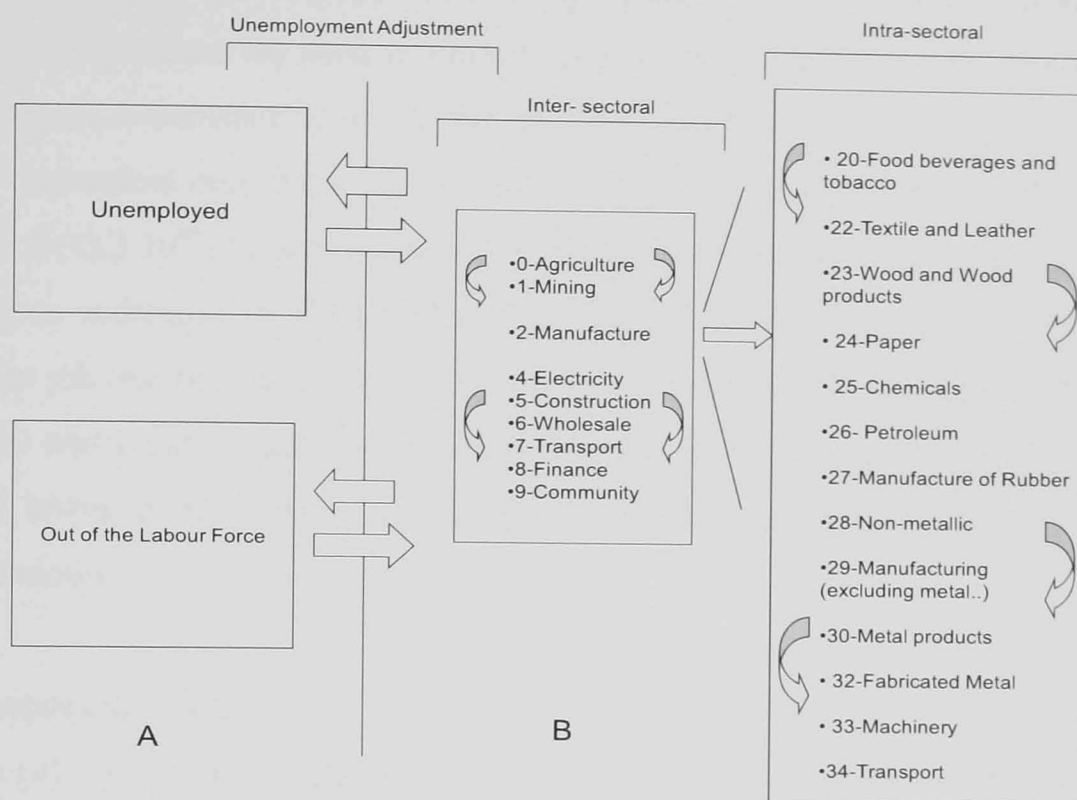 Unemployment Adjustment
Intra-sectoral
Inter- sectoral
Unemployed
Out of the Labour Force
A
•0-Agriculture
•1-Mining
•2-Manufacture
•4-Electricity
•5-Construction
•6-Wholesale
•7-Transport
•8-Finance
•9-Community
B
• 20-Food beverages and
tobacco
•22-Textile and Leather
•23-Wood and Wood
products
• 24-Paper
• 25-Chemicals
•26- Petroleum
•27-Manufacture of Rubber
•28-Non-metallic
•29-Manufacturing
(excluding metal..)
•30-Metal products
• 32-Fabricated Metal
• 33-Machinery
•34-Transport